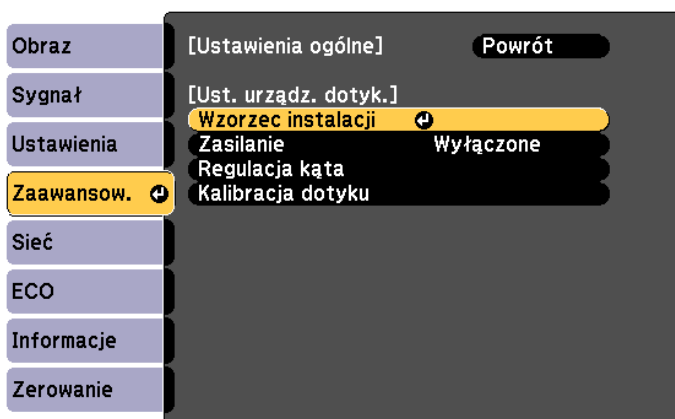 Obraz
Sygnał
Ustawienia
Zaawansow.
Sieć
ECO
Informacje
Zerowanie
[Ustawienia ogólne] Powrót
[Ust. urządz. dotyk.]
Wzorzec instalacji
Zasilanie Wyłączone
Regulacja kąta
Kalibracja dotyku